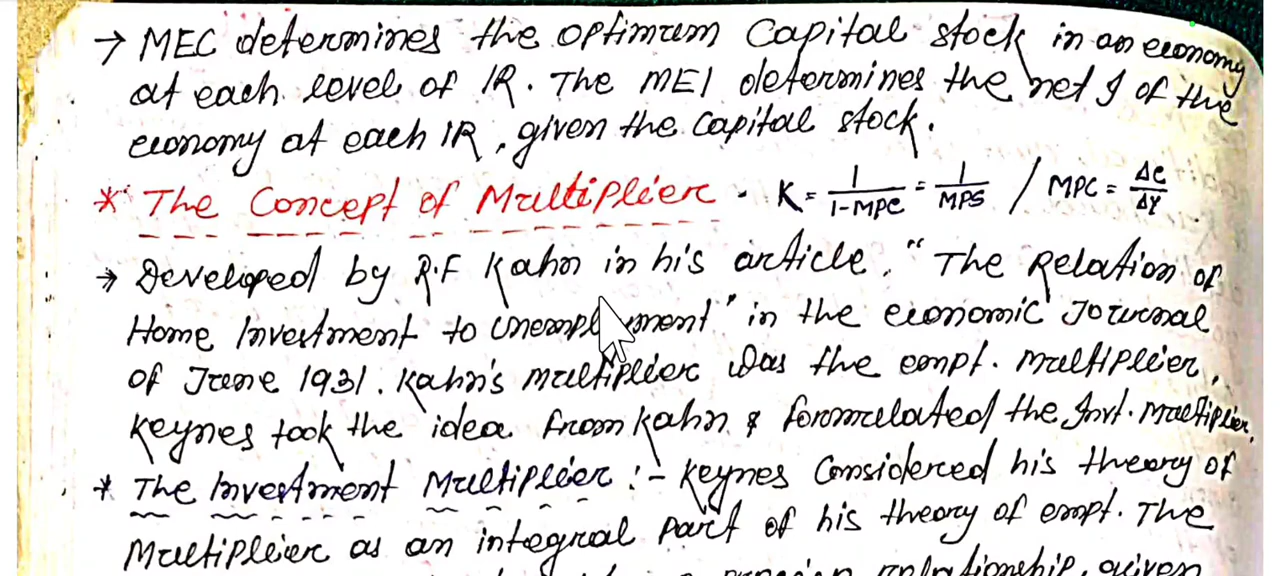 → MEC determines the optimum Capital stock in an economy
at each level of IR. The MEI determines the net I of the
economy at each IR, given the Capital stock.
* The Concept of Multiplier - K = 1/1-MPC = 1/MPS / MPC = ΔC/ΔY
→ Developed by R.F Kahn in his article. "The Relation of
Home Investment to Unemployment" in the economic Journal
of June 1931. Kahn's multiplier was the empt. multiplier,
Keynes took the idea from Kahn & formulated the Invt. Multiplier.
* The Investment Multiplier :- Keynes Considered his theory of
Multiplier as an integral part of his theory of empt. The
relationship, given